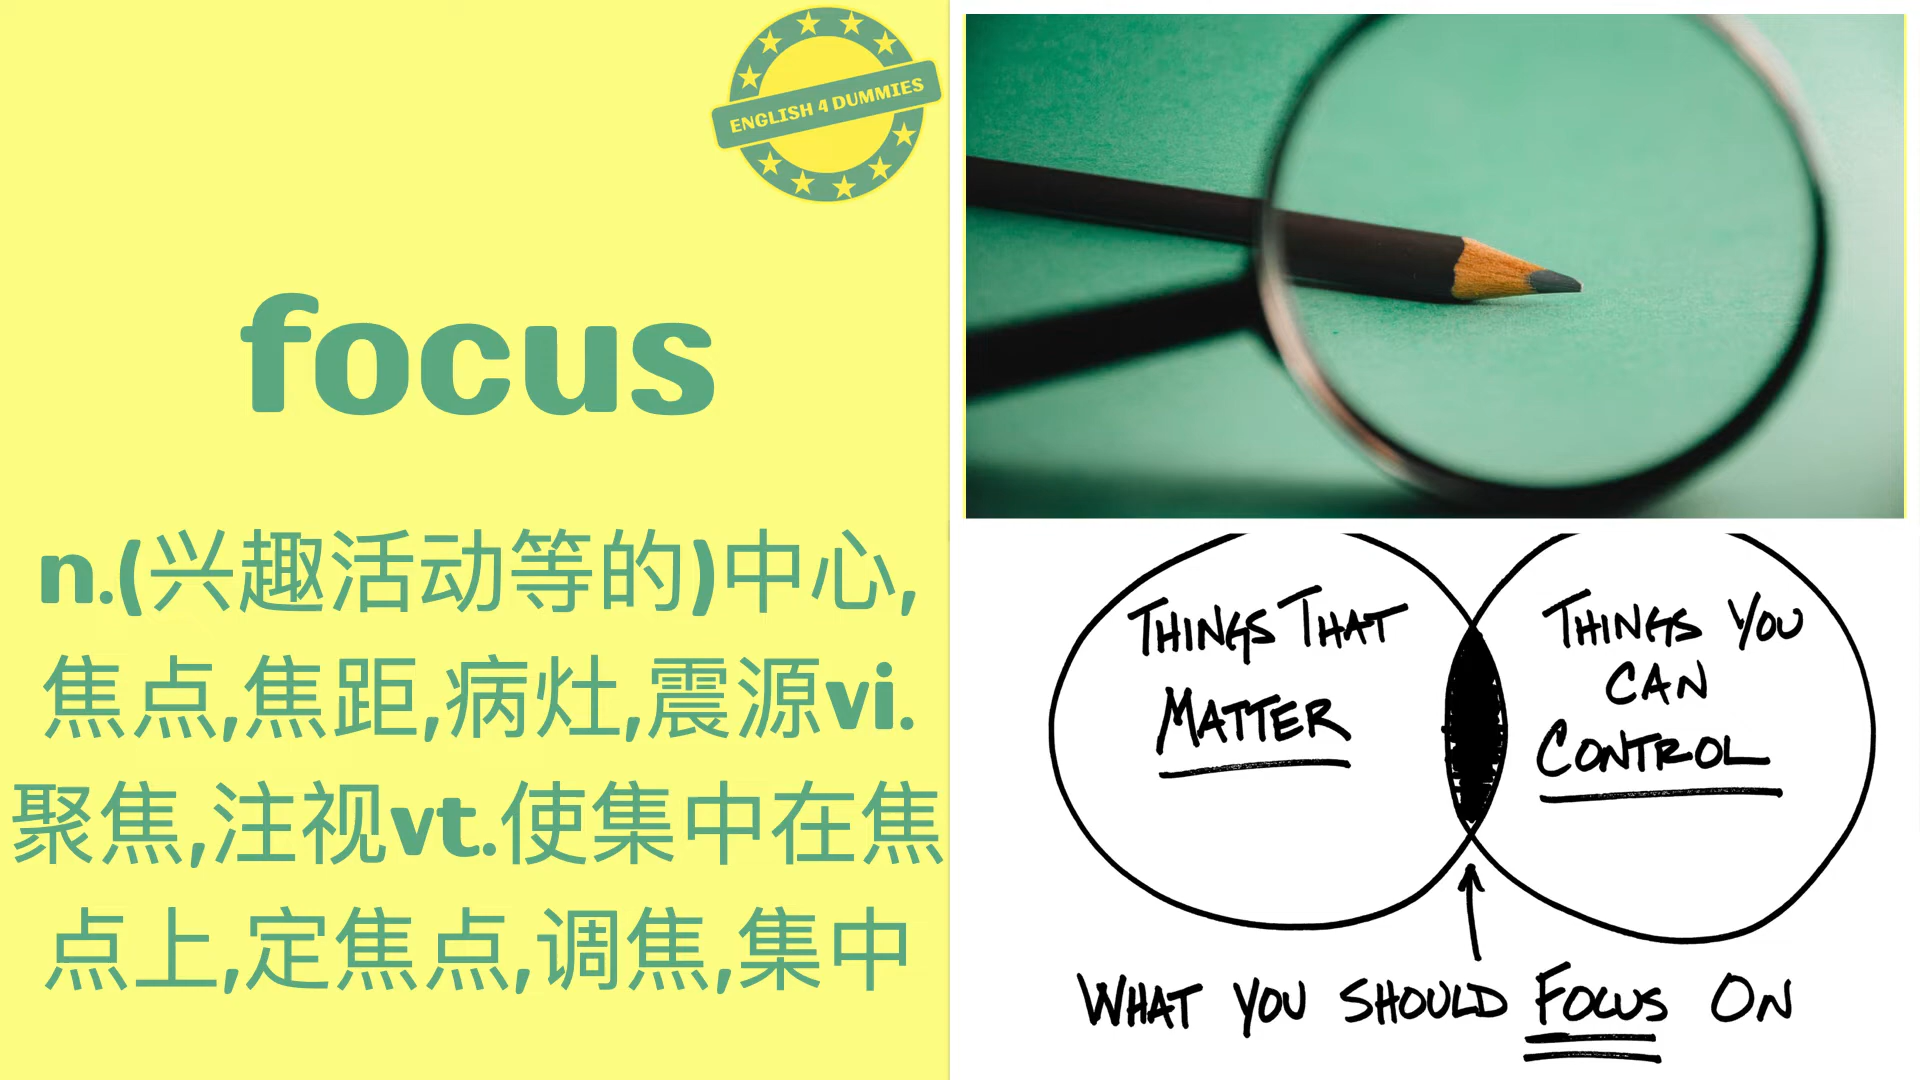 ENGLISH 4 DUMMIES
focus
n.(兴趣活动等的)中心,
焦点,焦距,病灶,震源vi.
聚焦,注视vt.使集中在焦
点上,定焦点,调焦,集中
THINGS THAT
MATTER
THINGS YOU
CAN
CONTROL
WHAT YOU SHOULD FOCUS ON